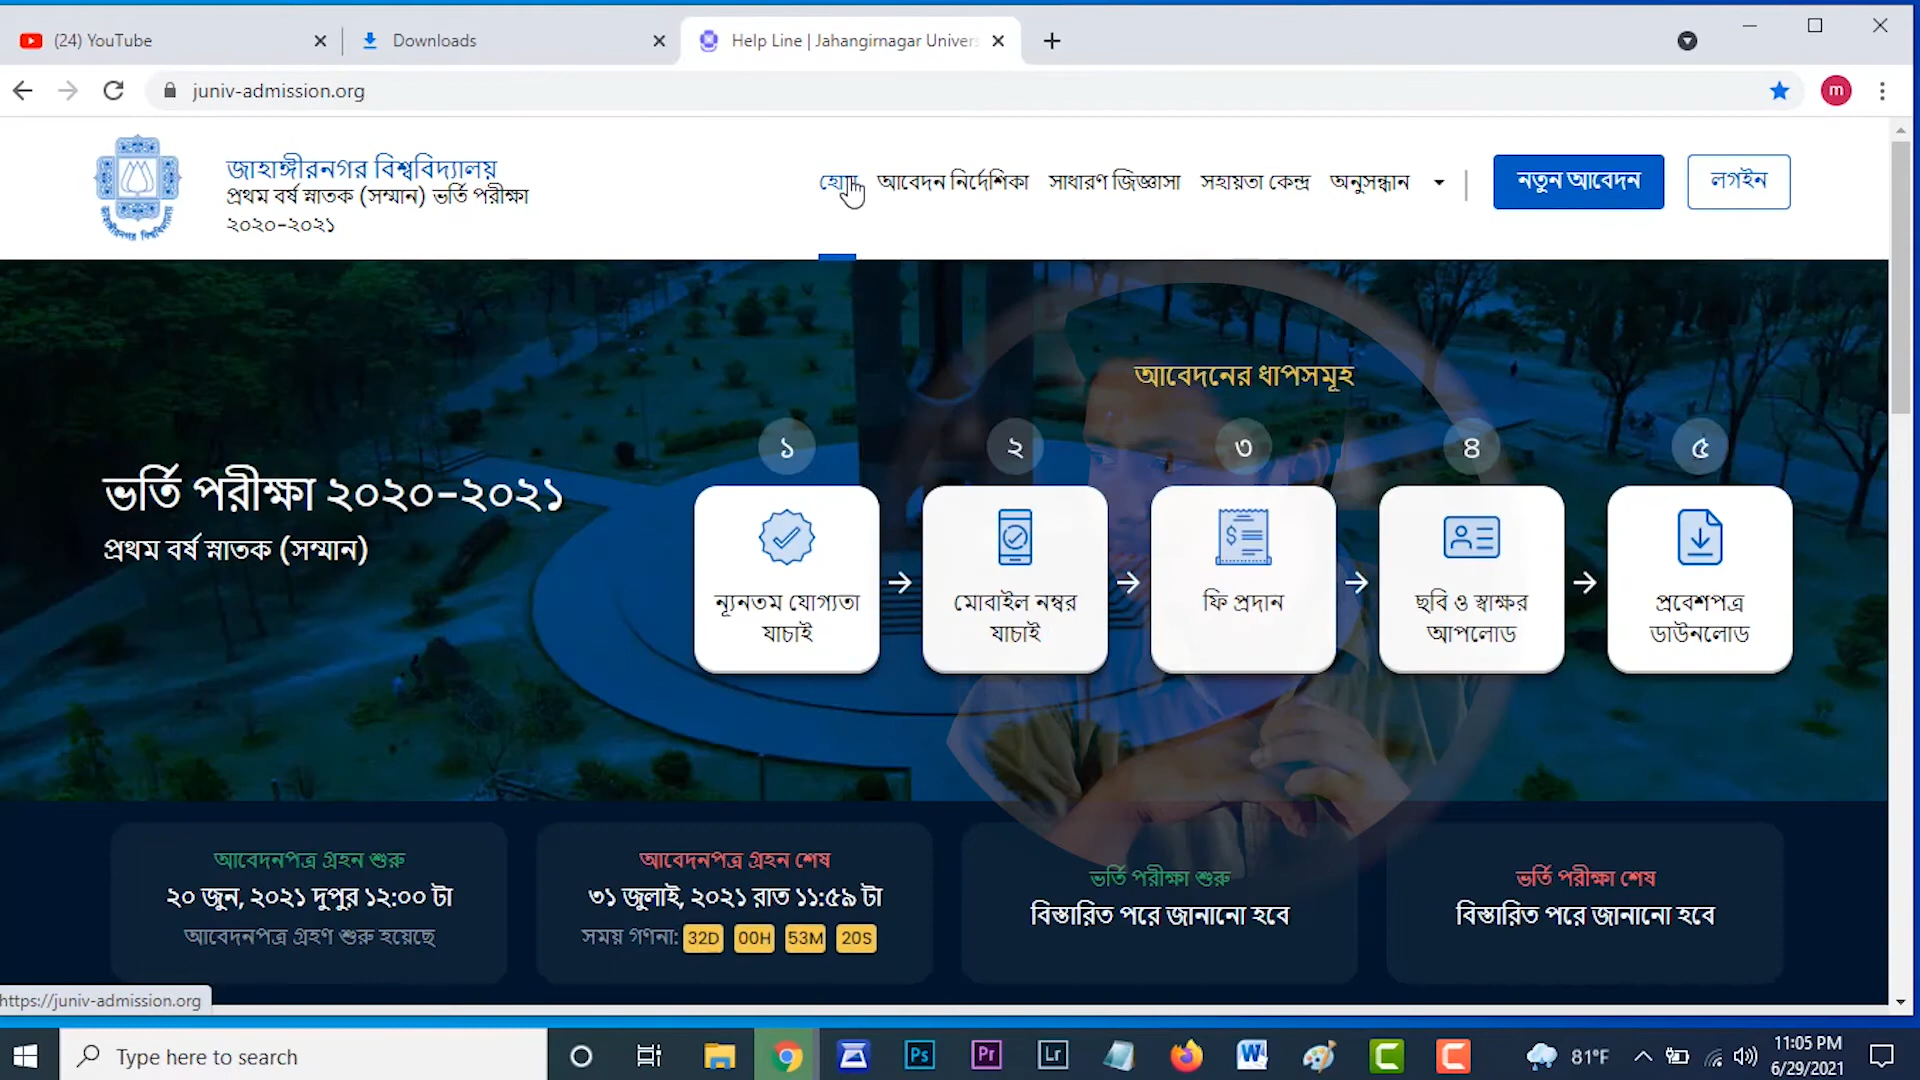 (24) YouTube
Downloads
Help Line | Jahangirnagar Univers
juniv-admission.org
m
জাহাঙ্গীরনগর বিশ্ববিদ্যালয়
প্রথম বর্ষ স্নাতক (সম্মান) ভর্তি পরীক্ষা
২০২০-২০২১
হোম
আবেদন নির্দেশিকা
সাধারণ জিজ্ঞাসা
সহায়তা কেন্দ্র
অনুসন্ধান
নতুন আবেদন
লগইন
আবেদনের ধাপসমূহ
১
২
৩
৪
৫
ভর্তি পরীক্ষা ২০২০-২০২১
প্রথম বর্ষ স্নাতক (সম্মান)
ন্যূনতম যোগ্যতা
যাচাই
মোবাইল নম্বর
যাচাই
ফি প্রদান
ছবি ও স্বাক্ষর
আপলোড
প্রবেশপত্র
ডাউনলোড
আবেদনপত্র গ্রহন শুরু
২০ জুন, ২০২১ দুপুর ১২:০০ টা
আবেদনপত্র গ্রহণ শুরু হয়েছে
আবেদনপত্র গ্রহন শেষ
৩১ জুলাই, ২০২১ রাত ১১:৫৯ টা
সময় গণনা: 32D 00H 53M 20S
ভর্তি পরীক্ষা শুরু
বিস্তারিত পরে জানানো হবে
ভর্তি পরীক্ষা শেষ
বিস্তারিত পরে জানানো হবে
https://juniv-admission.org
Type here to search
Ps
Pr
Lr
W
C
C
81°F
11:05 PM
6/29/2021